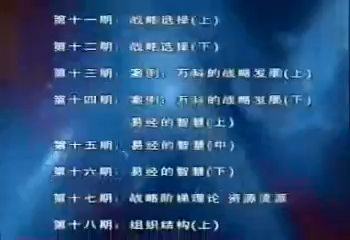 第十一期：战略选择(上)
第十二期：战略选择(下)
第十三期：案例：万科的战略发展(上)
第十四期：案例：万科的战略发展(下)
易经的智慧(上)
第十五期：易经的智慧(中)
第十六期：易经的智慧(下)
第十七期：战略阶梯理论 资源流派
第十八期：组织结构(上)